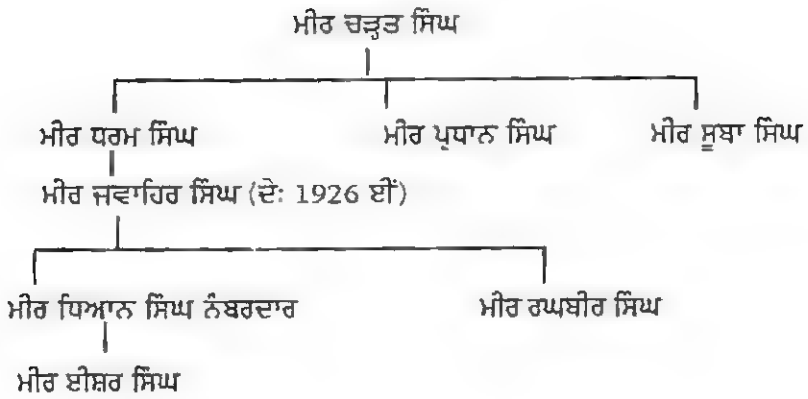 ਮੀਰ ਚੜ੍ਹਤ ਸਿੰਘ
ਮੀਰ ਧਰਮ ਸਿੰਘ ਮੀਰ ਪ੍ਰਧਾਨ ਸਿੰਘ ਮੀਰ ਸੂਬਾ ਸਿੰਘ
ਮੀਰ ਜਵਾਹਿਰ ਸਿੰਘ (ਦੇ: 1926 ਈਂ)
ਮੀਰ ਧਿਆਨ ਸਿੰਘ ਨੰਬਰਦਾਰ ਮੀਰ ਰਘਬੀਰ ਸਿੰਘ
ਮੀਰ ਈਸ਼ਰ ਸਿੰਘ